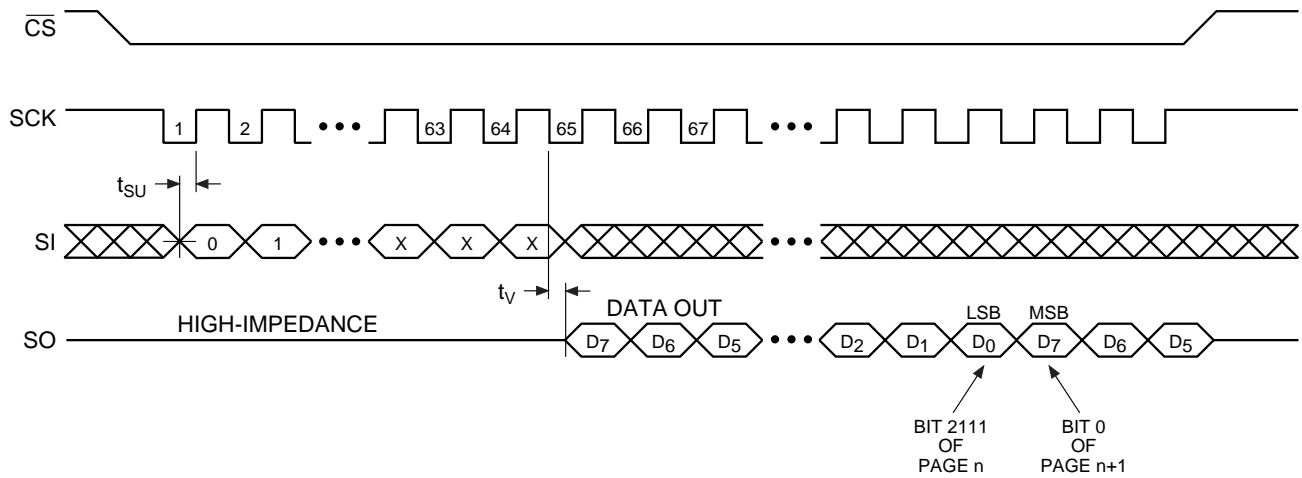 CS
SCK
1 2 63 64 65 66 67
tSU
SI
0 1 X X X
tV
HIGH-IMPEDANCE
DATA OUT
LSB MSB
SO
D7 D6 D5 D2 D1 D0 D7 D6 D5
BIT 2111
OF
PAGE n
BIT 0
OF
PAGE n+1